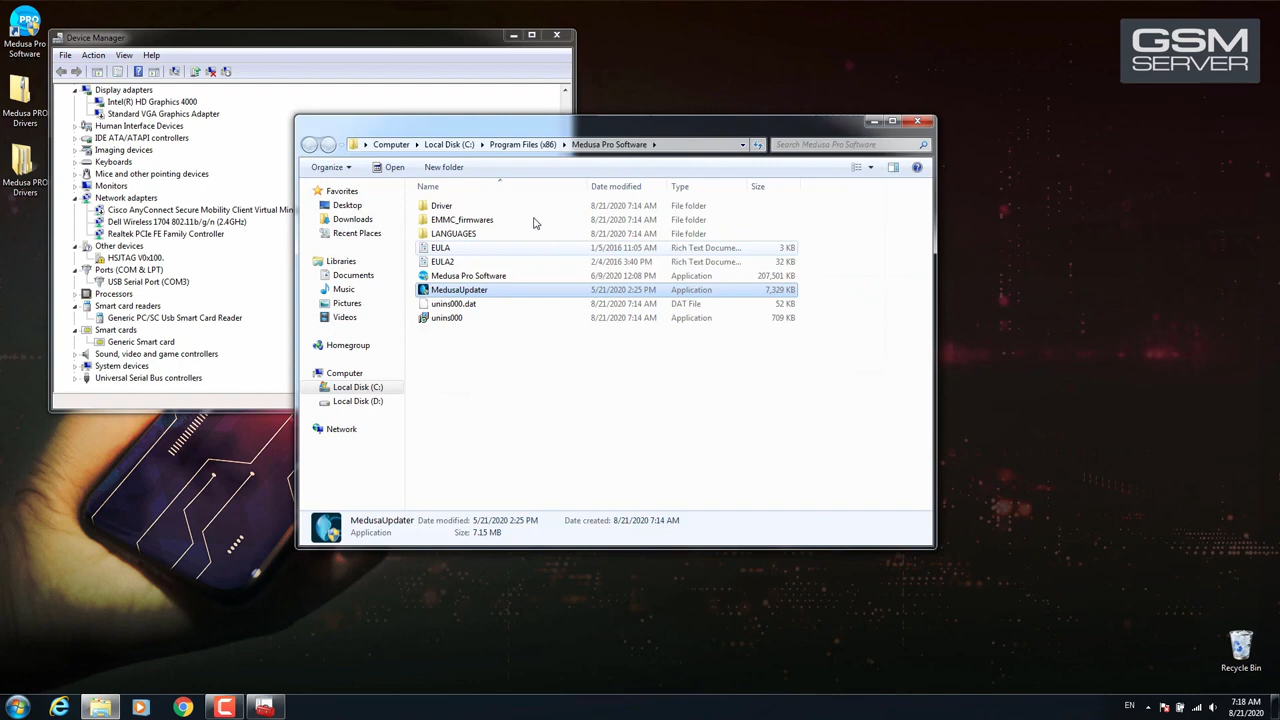 PRO
Medusa Pro
Software
Medusa PRO
Drivers
Medusa PRO
Drivers
GSM
SERVER
Device Manager
File Action View Help
Display adapters
Intel(R) HD Graphics 4000
Standard VGA Graphics Adapter
Human Interface Devices
IDE ATA/ATAPI controllers
Imaging devices
Keyboards
Mice and other pointing devices
Monitors
Network adapters
Cisco AnyConnect Secure Mobility Client Virtual Min
Dell Wireless 1704 802.11b/g/n (2.4GHz)
Realtek PCIe FE Family Controller
Other devices
HSJTAG V0x100.
Ports (COM & LPT)
USB Serial Port (COM3)
Processors
Smart card readers
Generic PC/SC Usb Smart Card Reader
Smart cards
Generic Smart card
Sound, video and game controllers
System devices
Universal Serial Bus controllers
Computer Local Disk (C:) Program Files (x86) Medusa Pro Software
Search Medusa Pro Software
Organize Open New folder
Favorites
Desktop
Downloads
Recent Places
Libraries
Documents
Music
Pictures
Videos
Homegroup
Computer
Local Disk (C:)
Local Disk (D:)
Network
Name Date modified Type Size
Driver 8/21/2020 7:14 AM File folder
EMMC_firmwares 8/21/2020 7:14 AM File folder
LANGUAGES 8/21/2020 7:14 AM File folder
EULA 1/5/2016 11:05 AM Rich Text Docume... 3 KB
EULA2 2/4/2016 3:40 PM Rich Text Docume... 32 KB
Medusa Pro Software 6/9/2020 12:08 PM Application 207,501 KB
MedusaUpdater 5/21/2020 2:25 PM Application 7,329 KB
unins000.dat 8/21/2020 7:14 AM DAT File 52 KB
unins000 8/21/2020 7:14 AM Application 709 KB
MedusaUpdater Date modified: 5/21/2020 2:25 PM Date created: 8/21/2020 7:14 AM
Application Size: 7.15 MB
Recycle Bin
EN
7:18 AM
8/21/2020